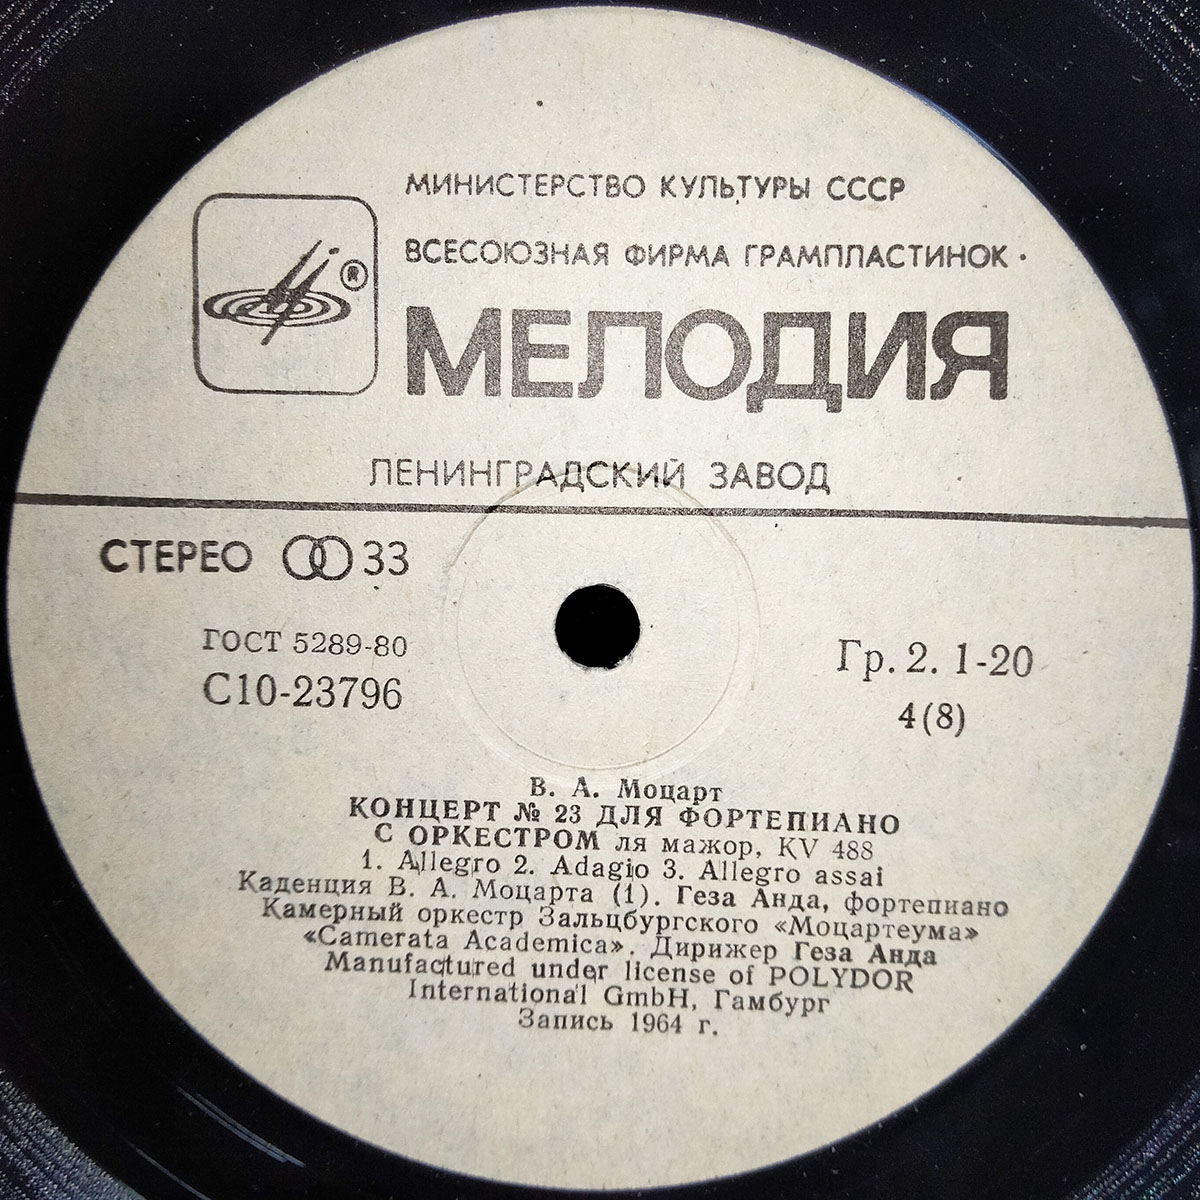 МИНИСТЕРСТВО КУЛЬТУРЫ СССР
ВСЕСОЮЗНАЯ ФИРМА ГРАМПЛАСТИНОК
®
МЕЛОДИЯ
ЛЕНИНГРАДСКИЙ ЗАВОД
СТЕРЕО 33
ГОСТ 5289-80
С10-23796
Гр. 2. 1-20
4(8)
В. А. Моцарт
КОНЦЕРТ № 23 ДЛЯ ФОРТЕПИАНО
С ОРКЕСТРОМ ля мажор, KV 488
1. Allegro 2. Adagio 3. Allegro assai
Каденция В. А. Моцарта (1). Геза Анда, фортепиано
Камерный оркестр Зальцбургского «Моцартеума»
«Camerata Academica». Дирижер Геза Анда
Manufactured under license of POLYDOR
International GmbH, Гамбург
Запись 1964 г.